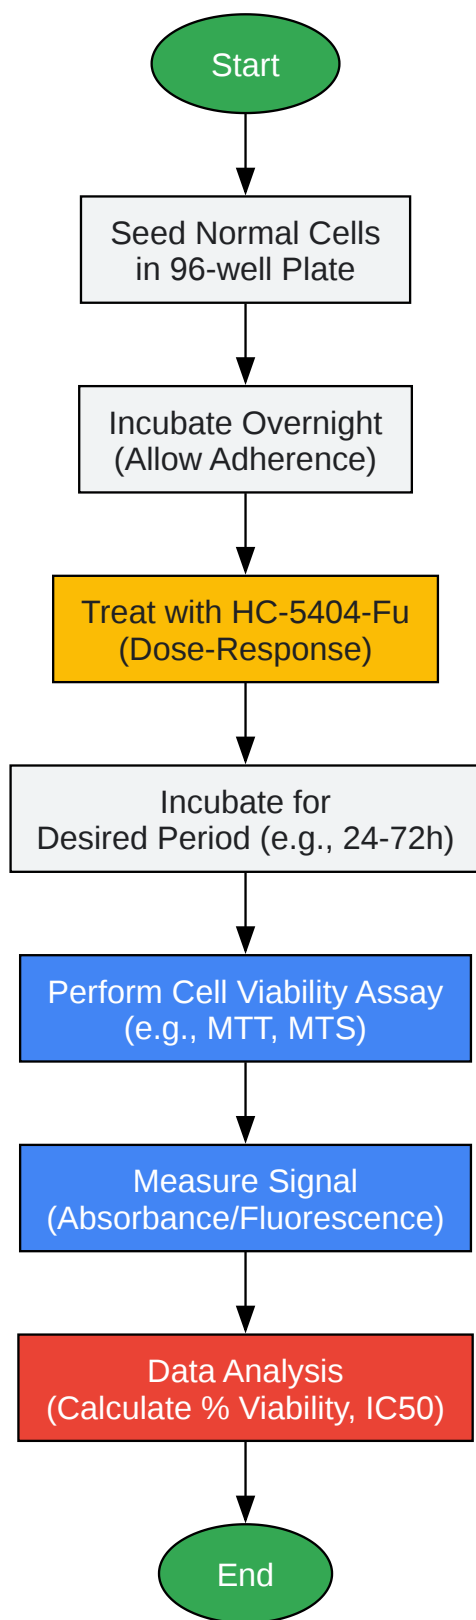 Start
Seed Normal Cells
in 96-well Plate
Incubate Overnight
(Allow Adherence)
Treat with HC-5404-Fu
(Dose-Response)
Incubate for
Desired Period (e.g., 24-72h)
Perform Cell Viability Assay
(e.g., MTT, MTS)
Measure Signal
(Absorbance/Fluorescence)
Data Analysis
(Calculate % Viability, IC50)
End